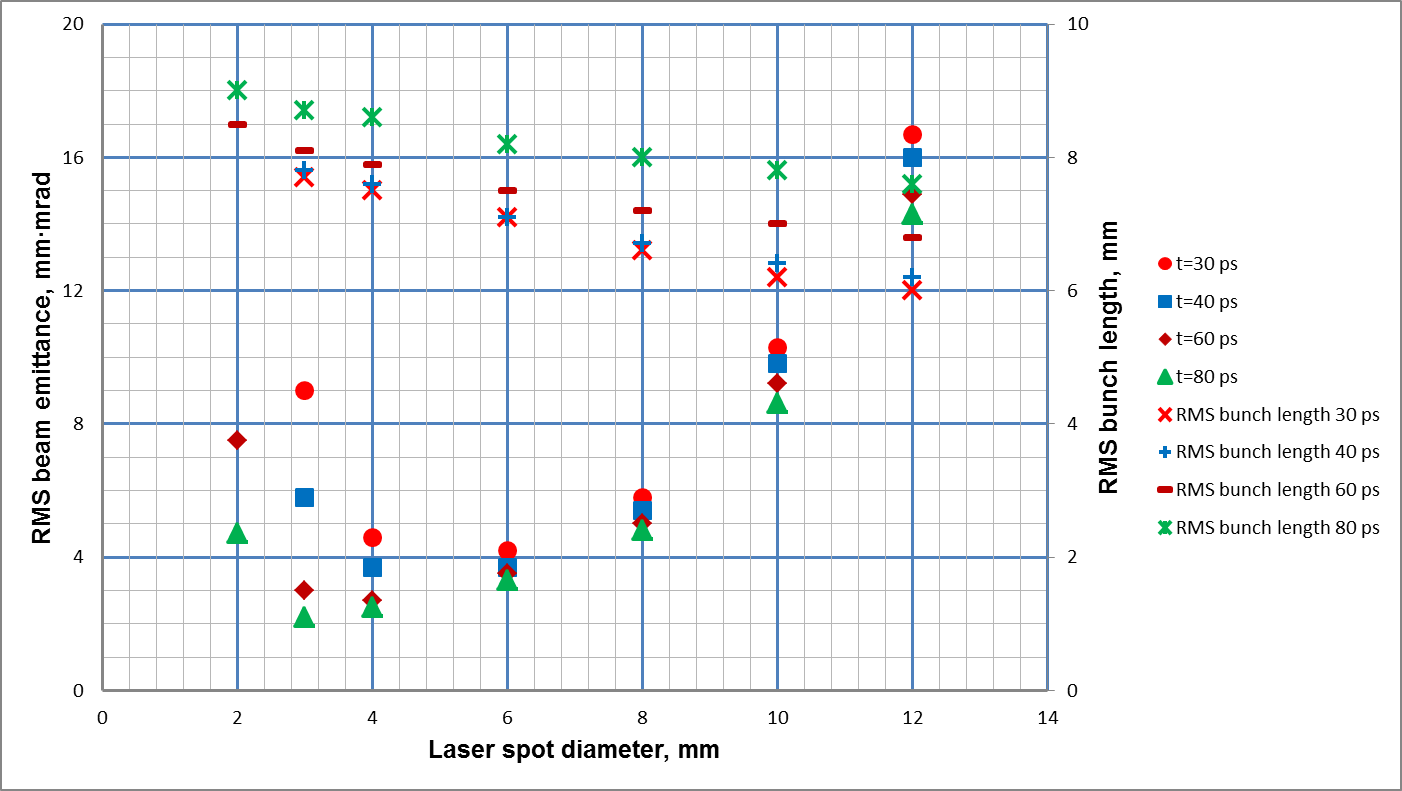 20
16
12
8
4
0
RMS beam emittance, mm·mrad
0 2 4 6 8 10 12 14
Laser spot diameter, mm
10
8
6
4
2
0
RMS bunch length, mm
t=30 ps
t=40 ps
t=60 ps
t=80 ps
RMS bunch length 30 ps
RMS bunch length 40 ps
RMS bunch length 60 ps
RMS bunch length 80 ps